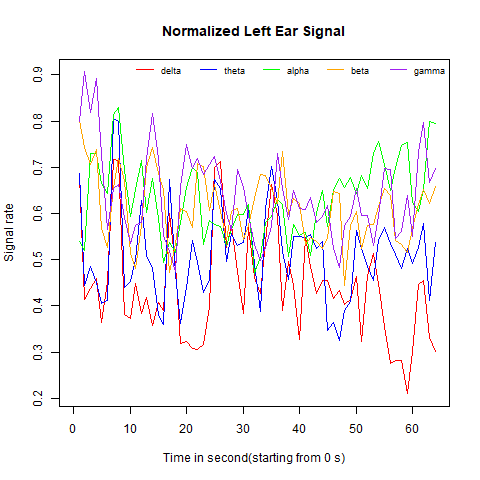 Normalized Left Ear Signal
delta theta alpha beta gamma
Signal rate
0.9
0.8
0.7
0.6
0.5
0.4
0.3
0.2
0 10 20 30 40 50 60
Time in second(starting from 0 s)